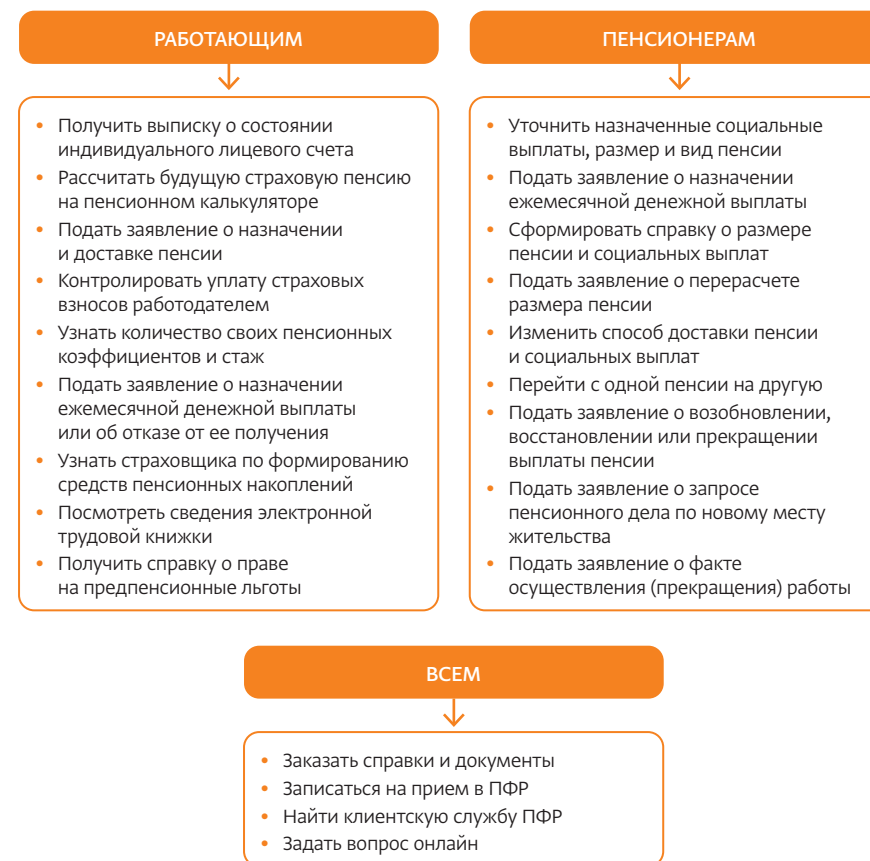 РАБОТАЮЩИМ
• Получить выписку о состоянии
индивидуального лицевого счета
• Рассчитать будущую страховую пенсию
на пенсионном калькуляторе
• Подать заявление о назначении
и доставке пенсии
• Контролировать уплату страховых
взносов работодателем
• Узнать количество своих пенсионных
коэффициентов и стаж
• Подать заявление о назначении
ежемесячной денежной выплаты
или об отказе от ее получения
• Узнать страховщика по формированию
средств пенсионных накоплений
• Посмотреть сведения электронной
трудовой книжки
• Получить справку о праве
на предпенсионные льготы
ПЕНСИОНЕРАМ
• Уточнить назначенные социальные
выплаты, размер и вид пенсии
• Подать заявление о назначении
ежемесячной денежной выплаты
• Сформировать справку о размере
пенсии и социальных выплат
• Подать заявление о перерасчете
размера пенсии
• Изменить способ доставки пенсии
и социальных выплат
• Перейти с одной пенсии на другую
• Подать заявление о возобновлении,
восстановлении или прекращении
выплаты пенсии
• Подать заявление о запросе
пенсионного дела по новому месту
жительства
• Подать заявление о факте
осуществления (прекращения) работы
ВСЕМ
• Заказать справки и документы
• Записаться на прием в ПФР
• Найти клиентскую службу ПФР
• Задать вопрос онлайн